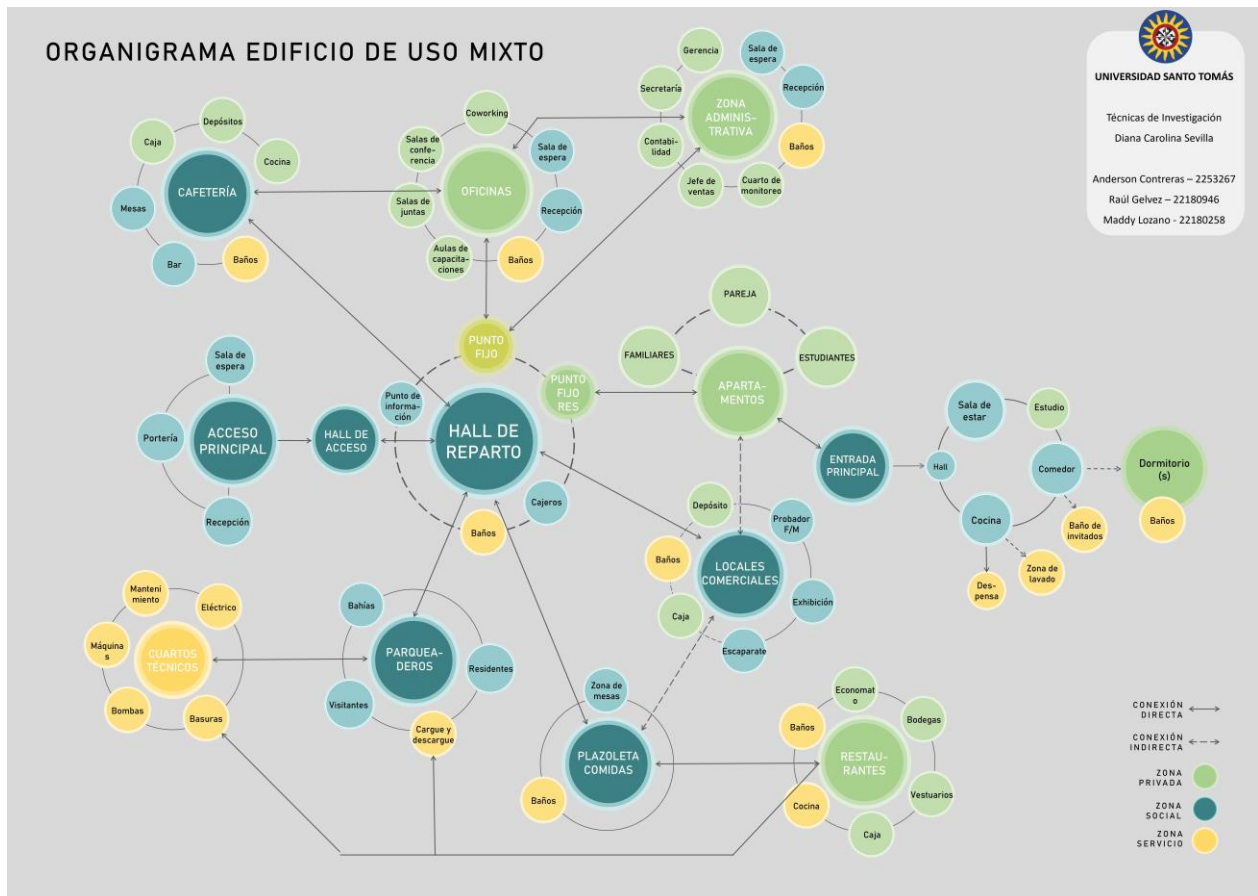 ORGANIGRAMA EDIFICIO DE USO MIXTO
UNIVERSIDAD SANTO TOMÁS
Técnicas de Investigación
Diana Carolina Sevilla
Anderson Contreras – 2253267
Raúl Gelvez – 22180946
Maddy Lozano - 22180258
Depósitos
Caja
Cocina
CAFETERÍA
Mesas
Bar
Baños
Coworking
Salas de
confe-
rencia
Sala de
espera
OFICINAS
Salas de
juntas
Recepción
Aulas de
capacita-
ciones
Baños
Gerencia
Sala de
espera
Secretaría
Recepción
ZONA
ADMINIS-
TRATIVA
Contabi-
lidad
Baños
Jefe de
ventas
Cuarto de
monitoreo
PUNTO
FIJO
PUNTO
FIJO
RES
Punto de
informa-
ción
HALL DE
REPARTO
Cajeros
Baños
Sala de
espera
Portería
ACCESO
PRINCIPAL
Recepción
HALL DE
ACCESO
PAREJA
FAMILIARES
ESTUDIANTES
APARTA-
MENTOS
ENTRADA
PRINCIPAL
Sala de
estar
Estudio
Hall
Comedor
Cocina
Dormitorio
(s)
Baños
Baño de
invitados
Zona de
lavado
Des-
pensa
Depósito
Probador
F/M
Baños
LOCALES
COMERCIALES
Caja
Exhibición
Escaparate
Manteni
miento
Eléctrico
Máquina
s
CUARTOS
TÉCNICOS
Bombas
Basuras
Bahías
PARQUEA-
DEROS
Residentes
Visitantes
Cargue y
descargue
Zona de
mesas
PLAZOLETA
COMIDAS
Baños
Economat
o
Baños
Bodegas
RESTAU-
RANTES
Cocina
Vestuarios
Caja
CONEXIÓN
DIRECTA
CONEXIÓN
INDIRECTA
ZONA
PRIVADA
ZONA
SOCIAL
ZONA
SERVICIO